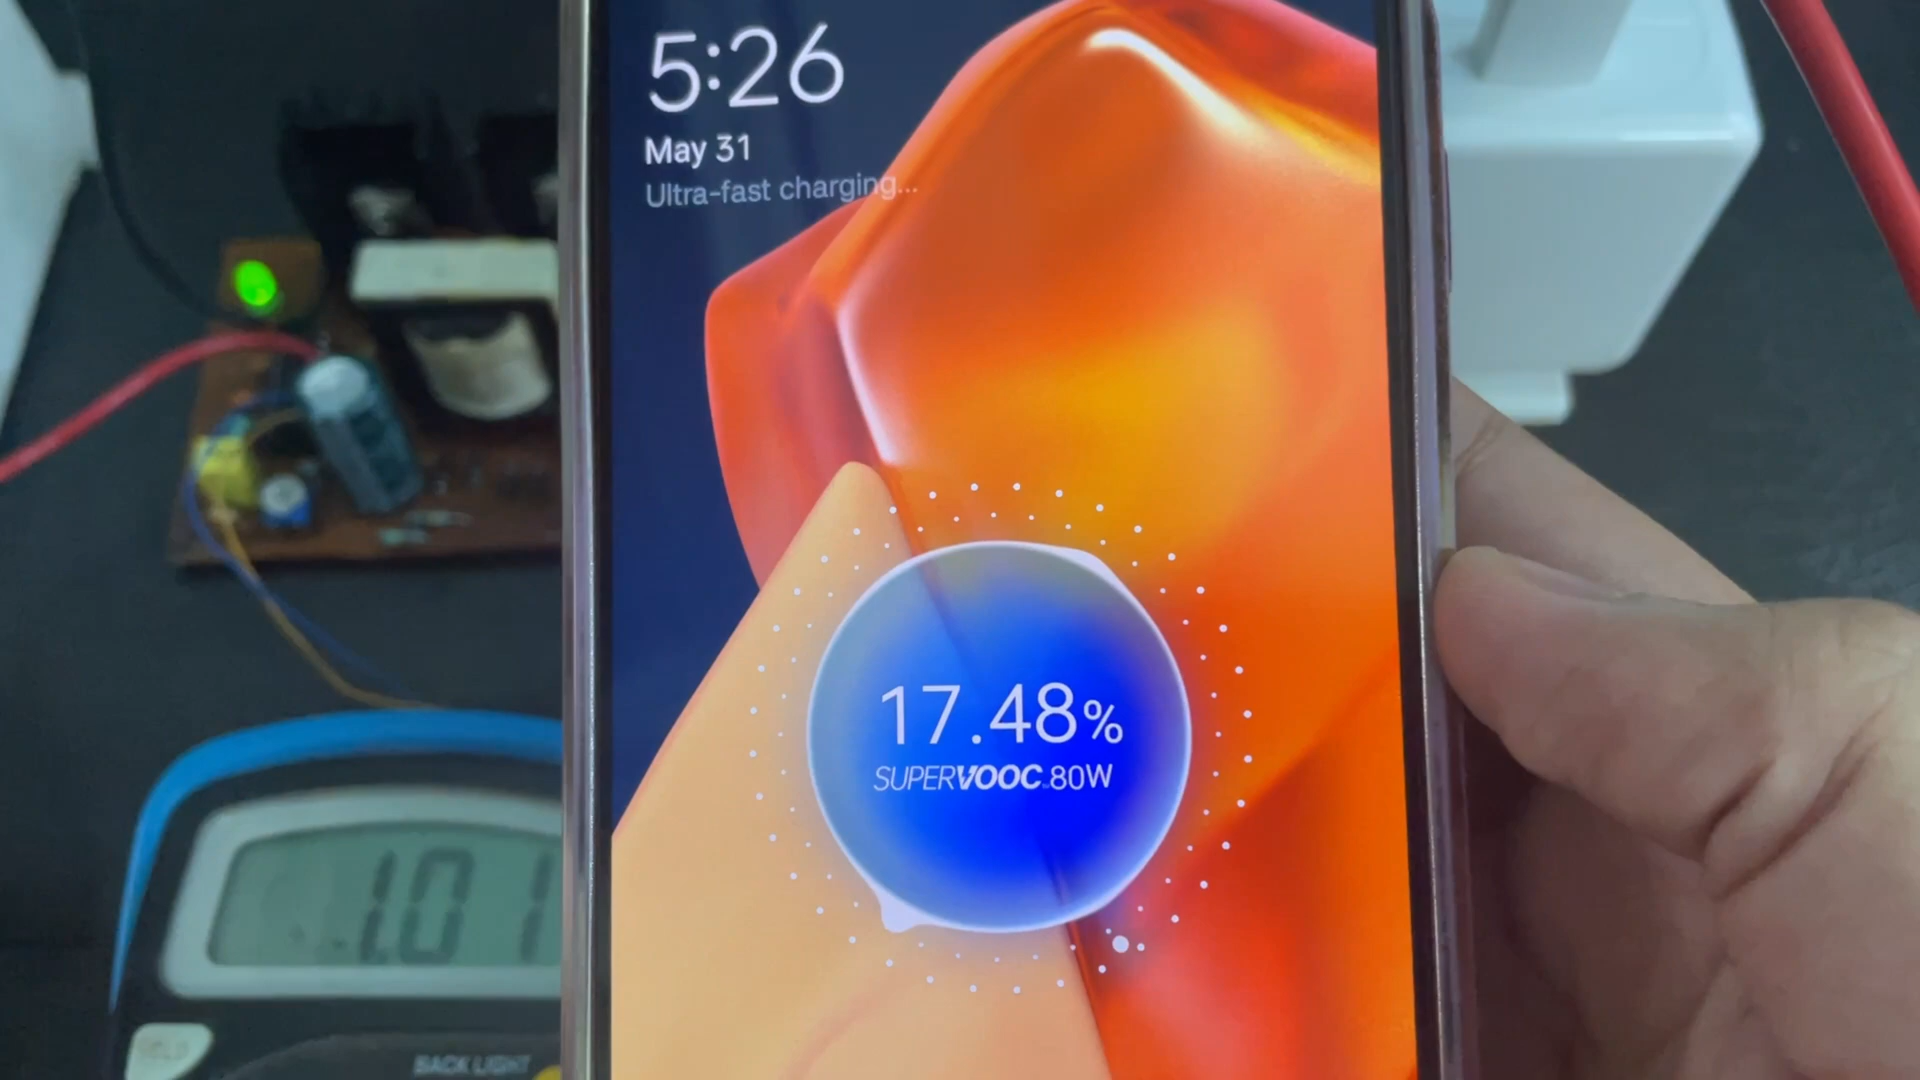 5:26
May 31
Ultra-fast charging...
17.48%
SUPERVOOC 80W
1.01
BACK LIGHT